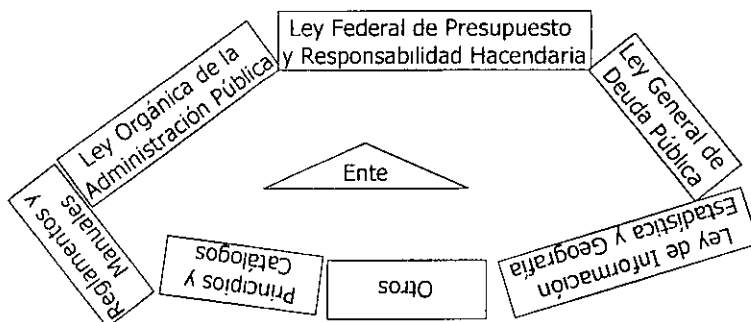 Ley Federal de Presupuesto
y Responsabilidad Hacendaria
Ley General de
Deuda Pública
Ley de Información
Estadística y Geografía
Otros
Principios y
Catálogos
Reglamentos y
Manuales
Ley Orgánica de la
Administración Pública
Ente